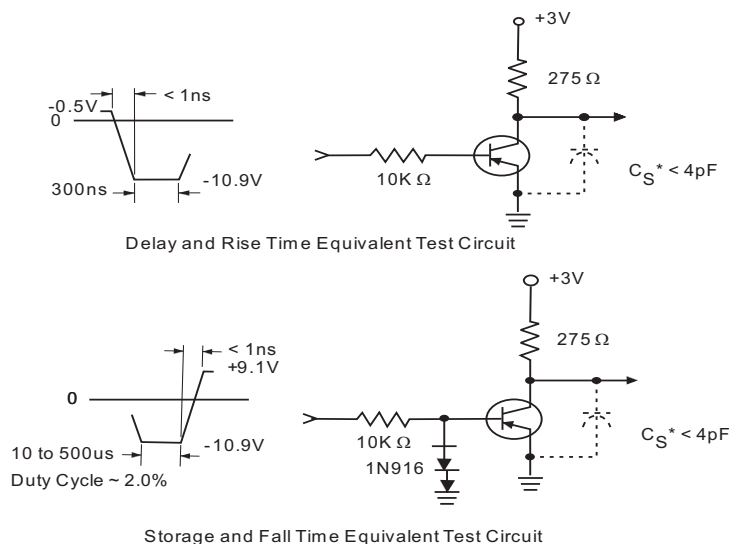 +3V
275 Ω
< 1ns
-0.5V
0
10K Ω
300ns
-10.9V
C_S* < 4pF
Delay and Rise Time Equivalent Test Circuit
+3V
275 Ω
< 1ns
+9.1V
0
10K Ω
C_S* < 4pF
-10.9V
10 to 500us
1N916
Duty Cycle ~ 2.0%
Storage and Fall Time Equivalent Test Circuit